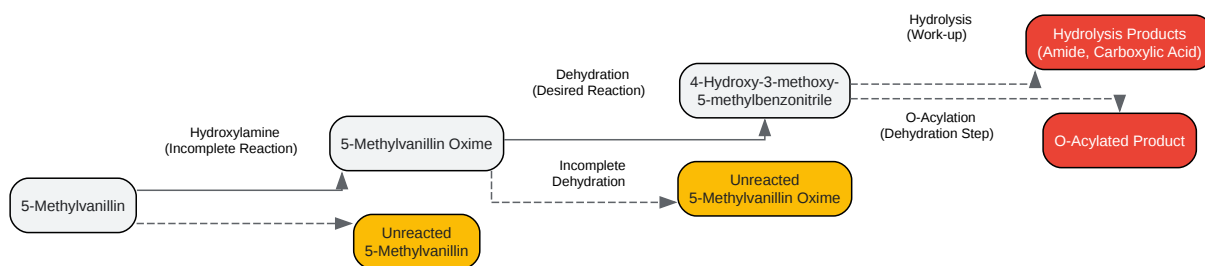 Hydrolysis
(Work-up)
Hydrolysis Products
(Amide, Carboxylic Acid)
Dehydration
(Desired Reaction)
4-Hydroxy-3-methoxy-
5-methylbenzonitrile
O-Acylation
(Dehydration Step)
O-Acylated Product
Hydroxylamine
(Incomplete Reaction)
5-Methylvanillin Oxime
Incomplete
Dehydration
Unreacted
5-Methylvanillin Oxime
5-Methylvanillin
Unreacted
5-Methylvanillin